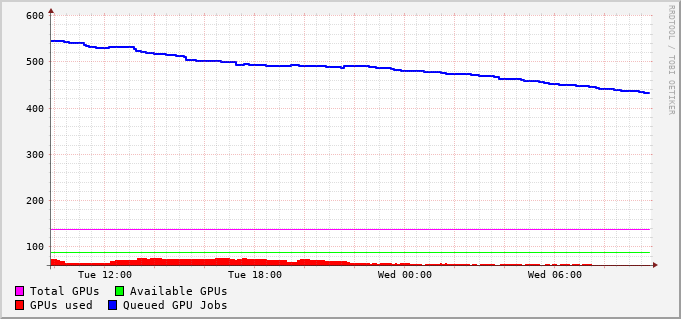 600
500
400
300
200
100
Tue 12:00 Tue 18:00 Wed 00:00 Wed 06:00
Total GPUs Available GPUs
GPUs used Queued GPU Jobs
RRDTOOL / TOBI OETIKER